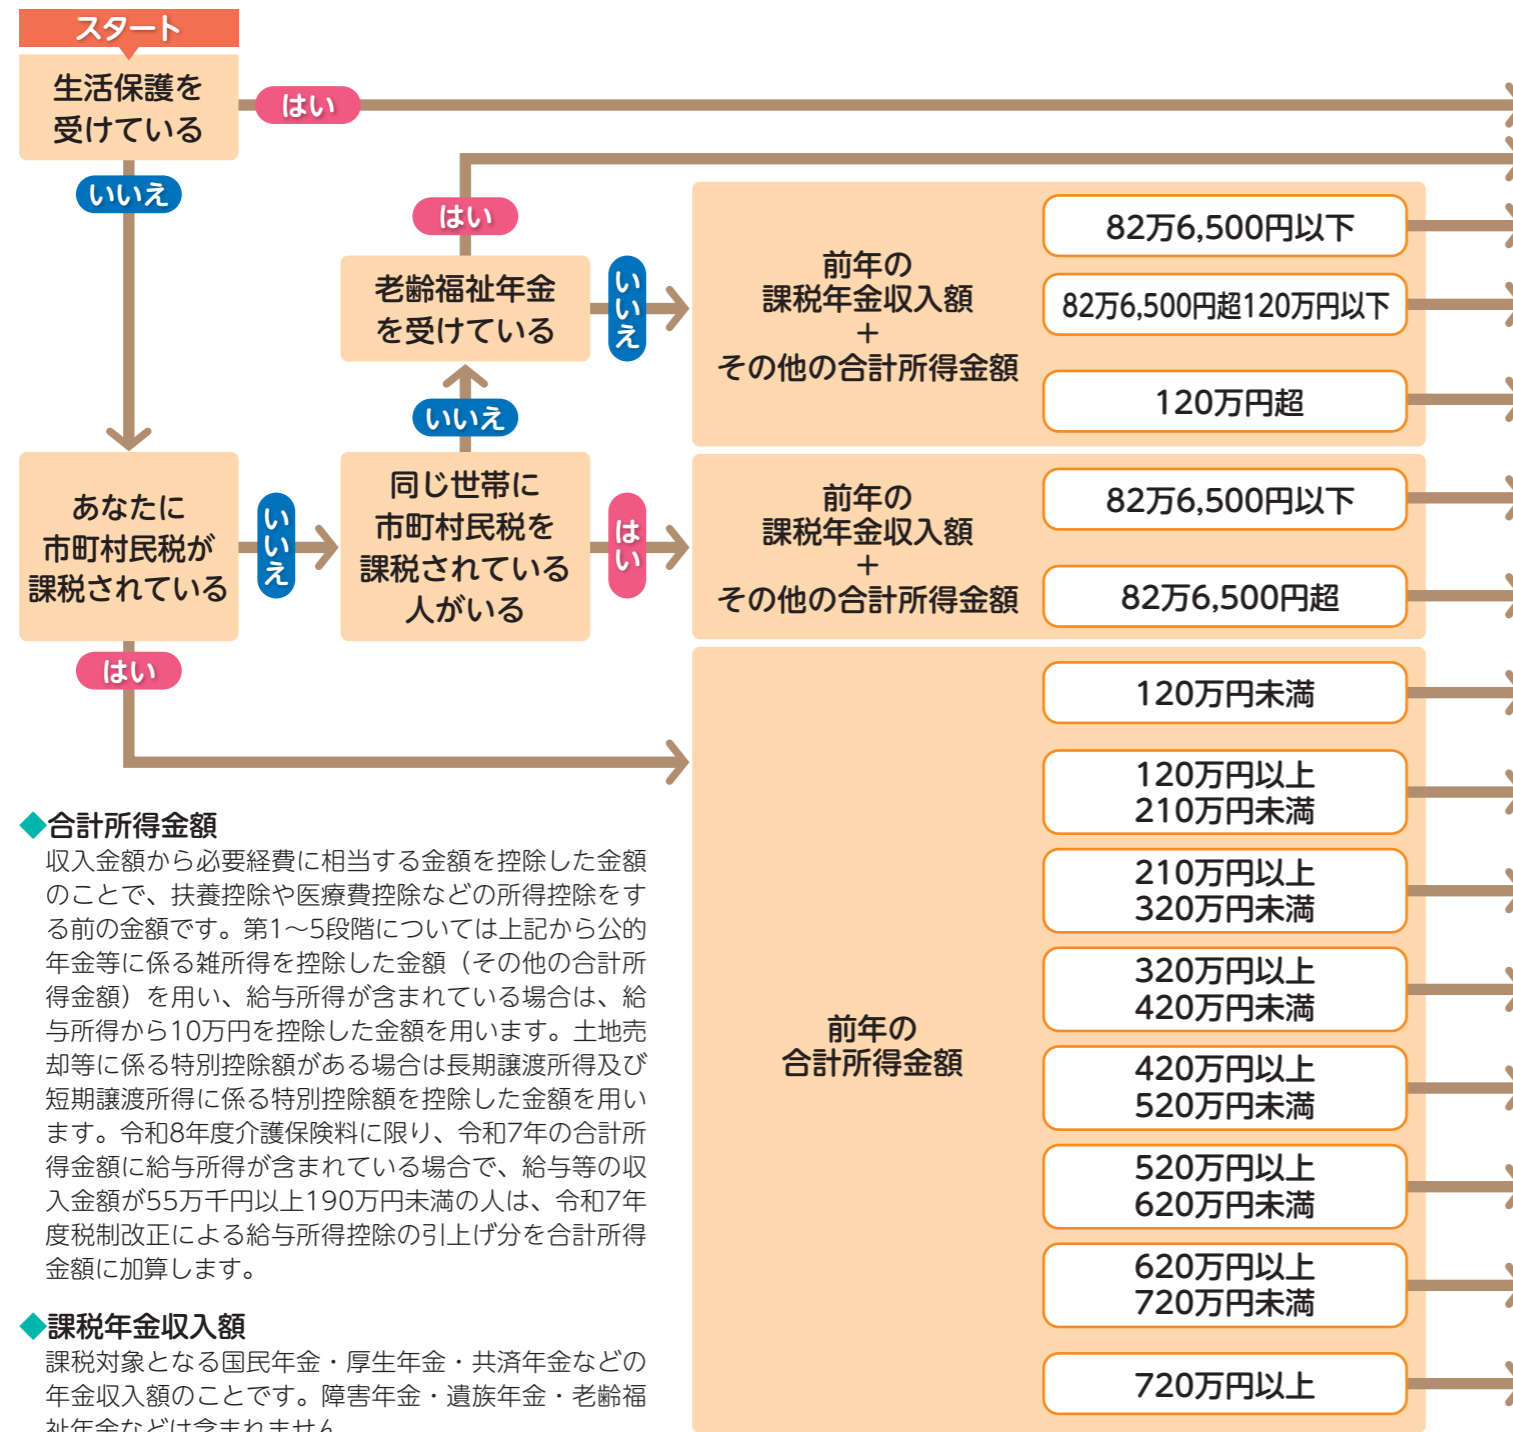 スタート
生活保護を
受けている
はい
いいえ
はい
老齢福祉年金
を受けている
いいえ
前年の
課税年金収入額
＋
その他の合計所得金額
82万6,500円以下
82万6,500円超120万円以下
120万円超
いいえ
あなたに
市町村民税が
課税されている
いいえ
同じ世帯に
市町村民税を
課税されている
人がいる
はい
前年の
課税年金収入額
＋
その他の合計所得金額
82万6,500円以下
82万6,500円超
はい
前年の
合計所得金額
120万円未満
120万円以上
210万円未満
210万円以上
320万円未満
320万円以上
420万円未満
420万円以上
520万円未満
520万円以上
620万円未満
620万円以上
720万円未満
720万円以上
◆合計所得金額
収入金額から必要経費に相当する金額を控除した金額
のことで、扶養控除や医療費控除などの所得控除をす
る前の金額です。第1～5段階については上記から公的
年金等に係る雑所得を控除した金額（その他の合計所
得金額）を用い、給与所得が含まれている場合は、給
与所得から10万円を控除した金額を用います。土地売
却等に係る特別控除額がある場合は長期譲渡所得及び
短期譲渡所得に係る特別控除額を控除した金額を用い
ます。令和8年度介護保険料に限り、令和7年の合計所
得金額に給与所得が含まれている場合で、給与等の収
入金額が55万千円以上190万円未満の人は、令和7年
度税制改正による給与所得控除の引上げ分を合計所得
金額に加算します。
◆課税年金収入額
課税対象となる国民年金・厚生年金・共済年金などの
年金収入額のことです。障害年金・遺族年金・老齢福
祉年金などは含まれません